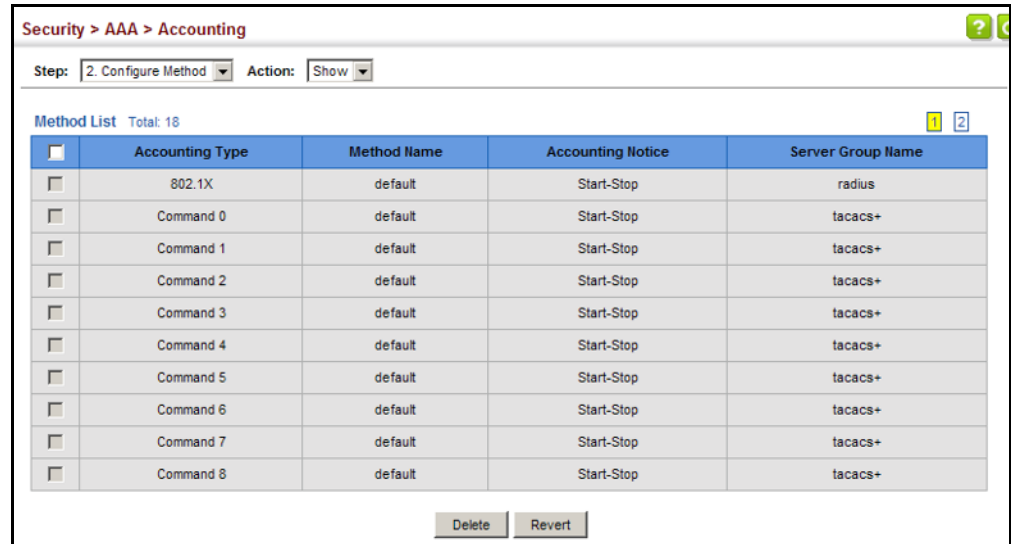 Security > AAA > Accounting ?
Step: 2. Configure Method Action: Show
Method List Total: 18 1 2
Accounting Type Method Name Accounting Notice Server Group Name
802.1X default Start-Stop radius
Command 0 default Start-Stop tacacs+
Command 1 default Start-Stop tacacs+
Command 2 default Start-Stop tacacs+
Command 3 default Start-Stop tacacs+
Command 4 default Start-Stop tacacs+
Command 5 default Start-Stop tacacs+
Command 6 default Start-Stop tacacs+
Command 7 default Start-Stop tacacs+
Command 8 default Start-Stop tacacs+
Delete Revert